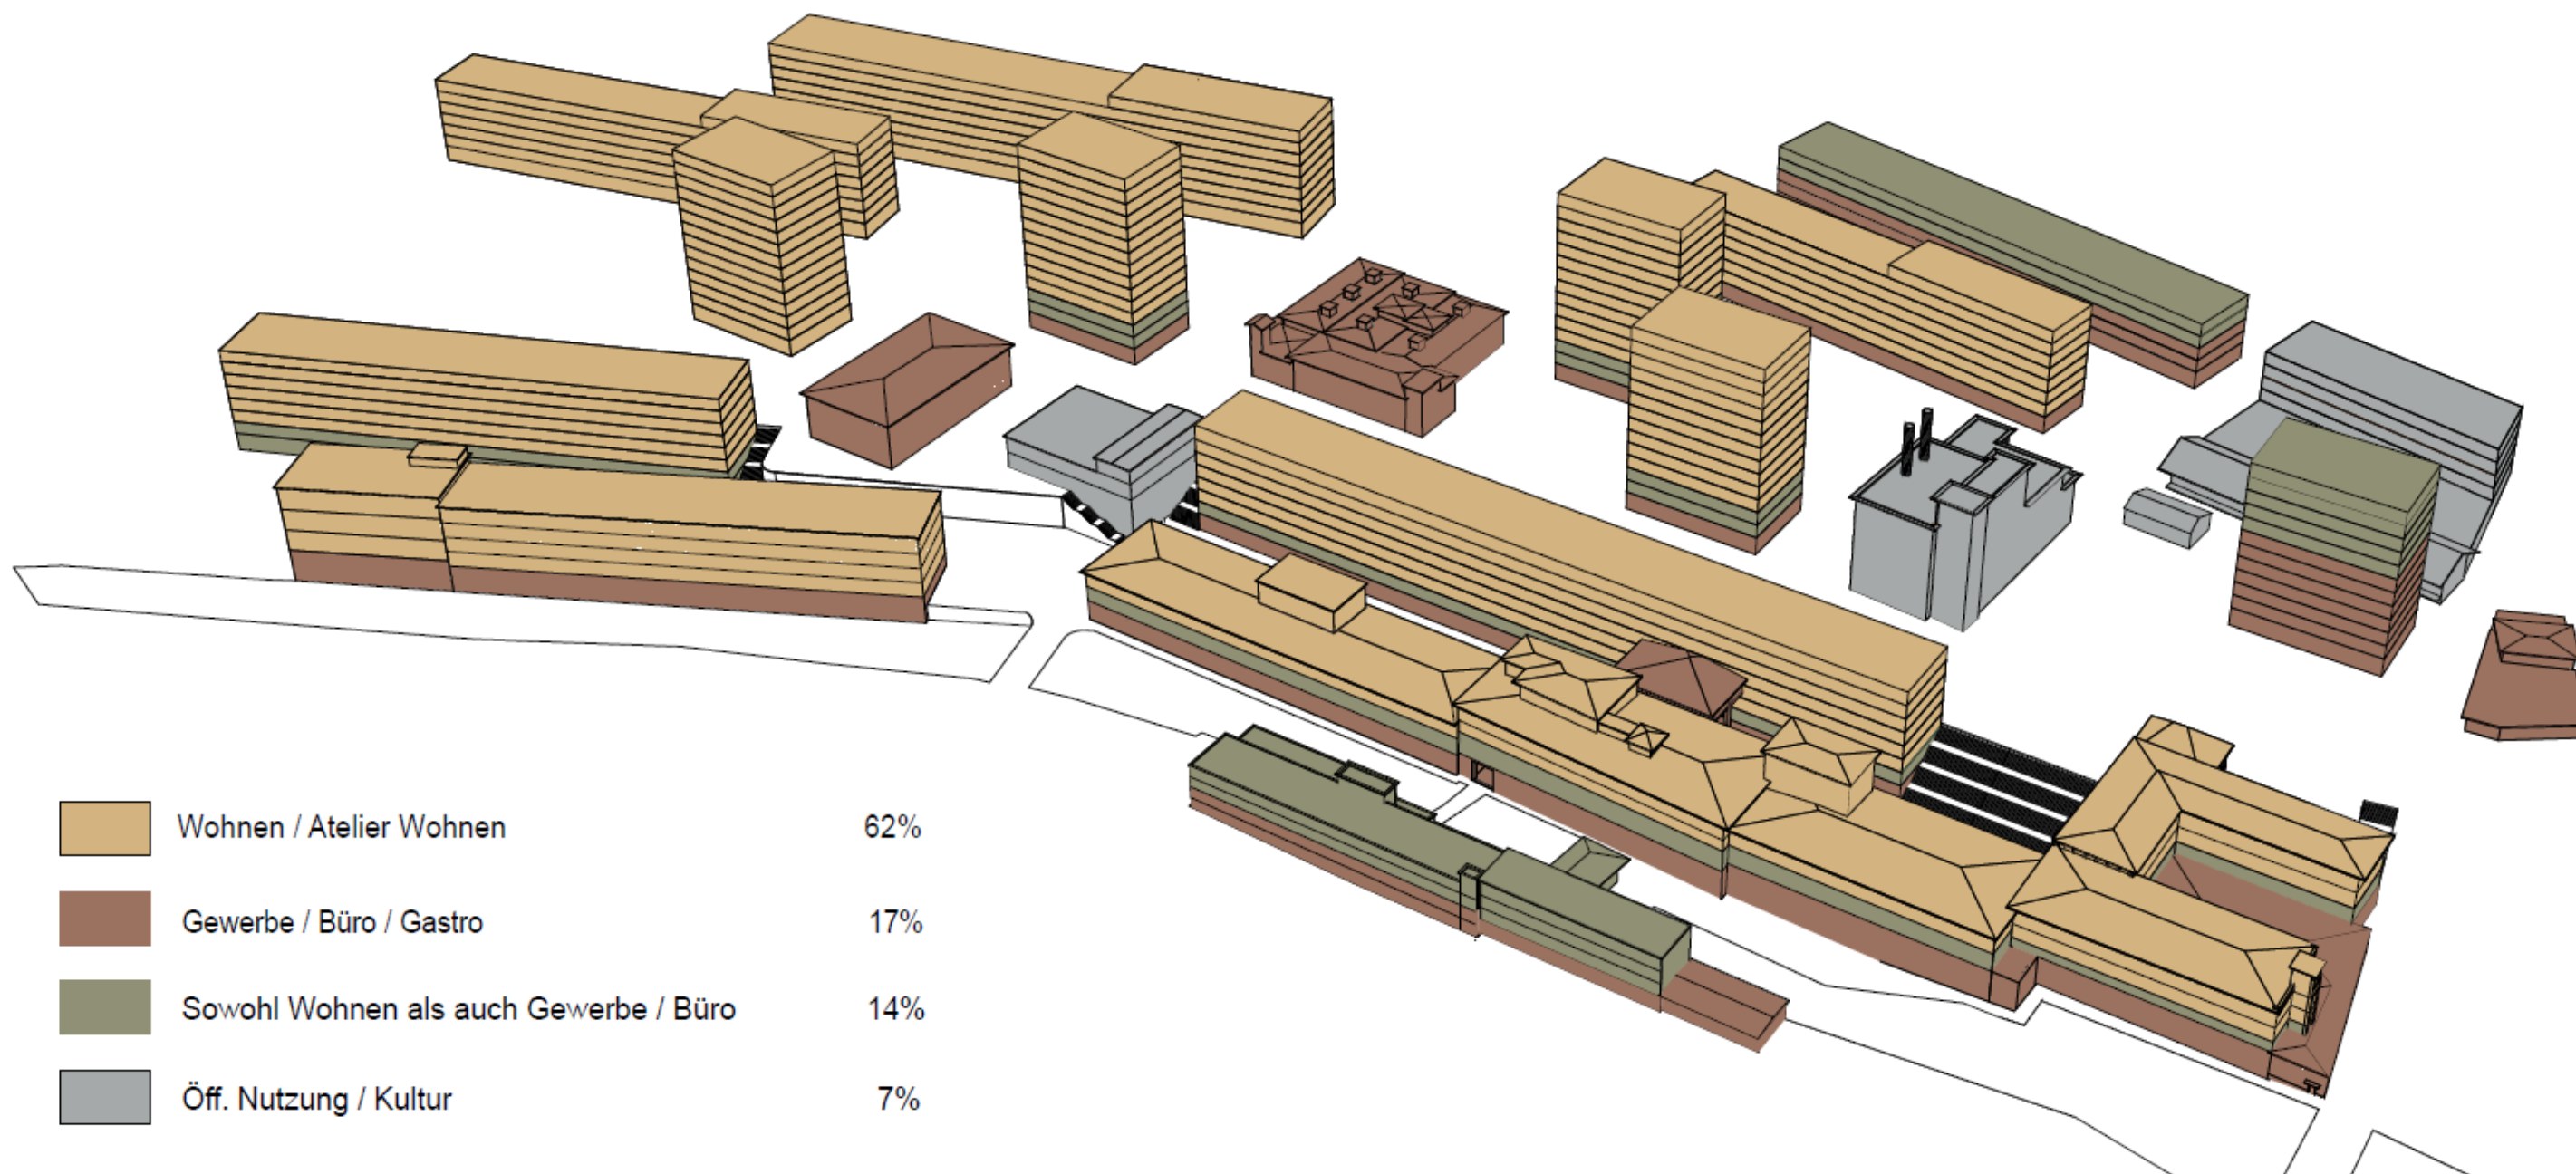 Wohnen / Atelier Wohnen 62%
Gewerbe / Büro / Gastro 17%
Sowohl Wohnen als auch Gewerbe / Büro 14%
Öff. Nutzung / Kultur 7%